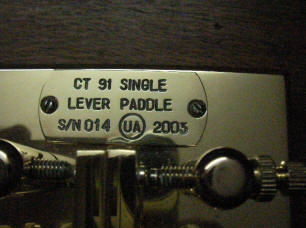 CT 91 SINGLE
LEVER PADDLE
S/N 014 UA 2003